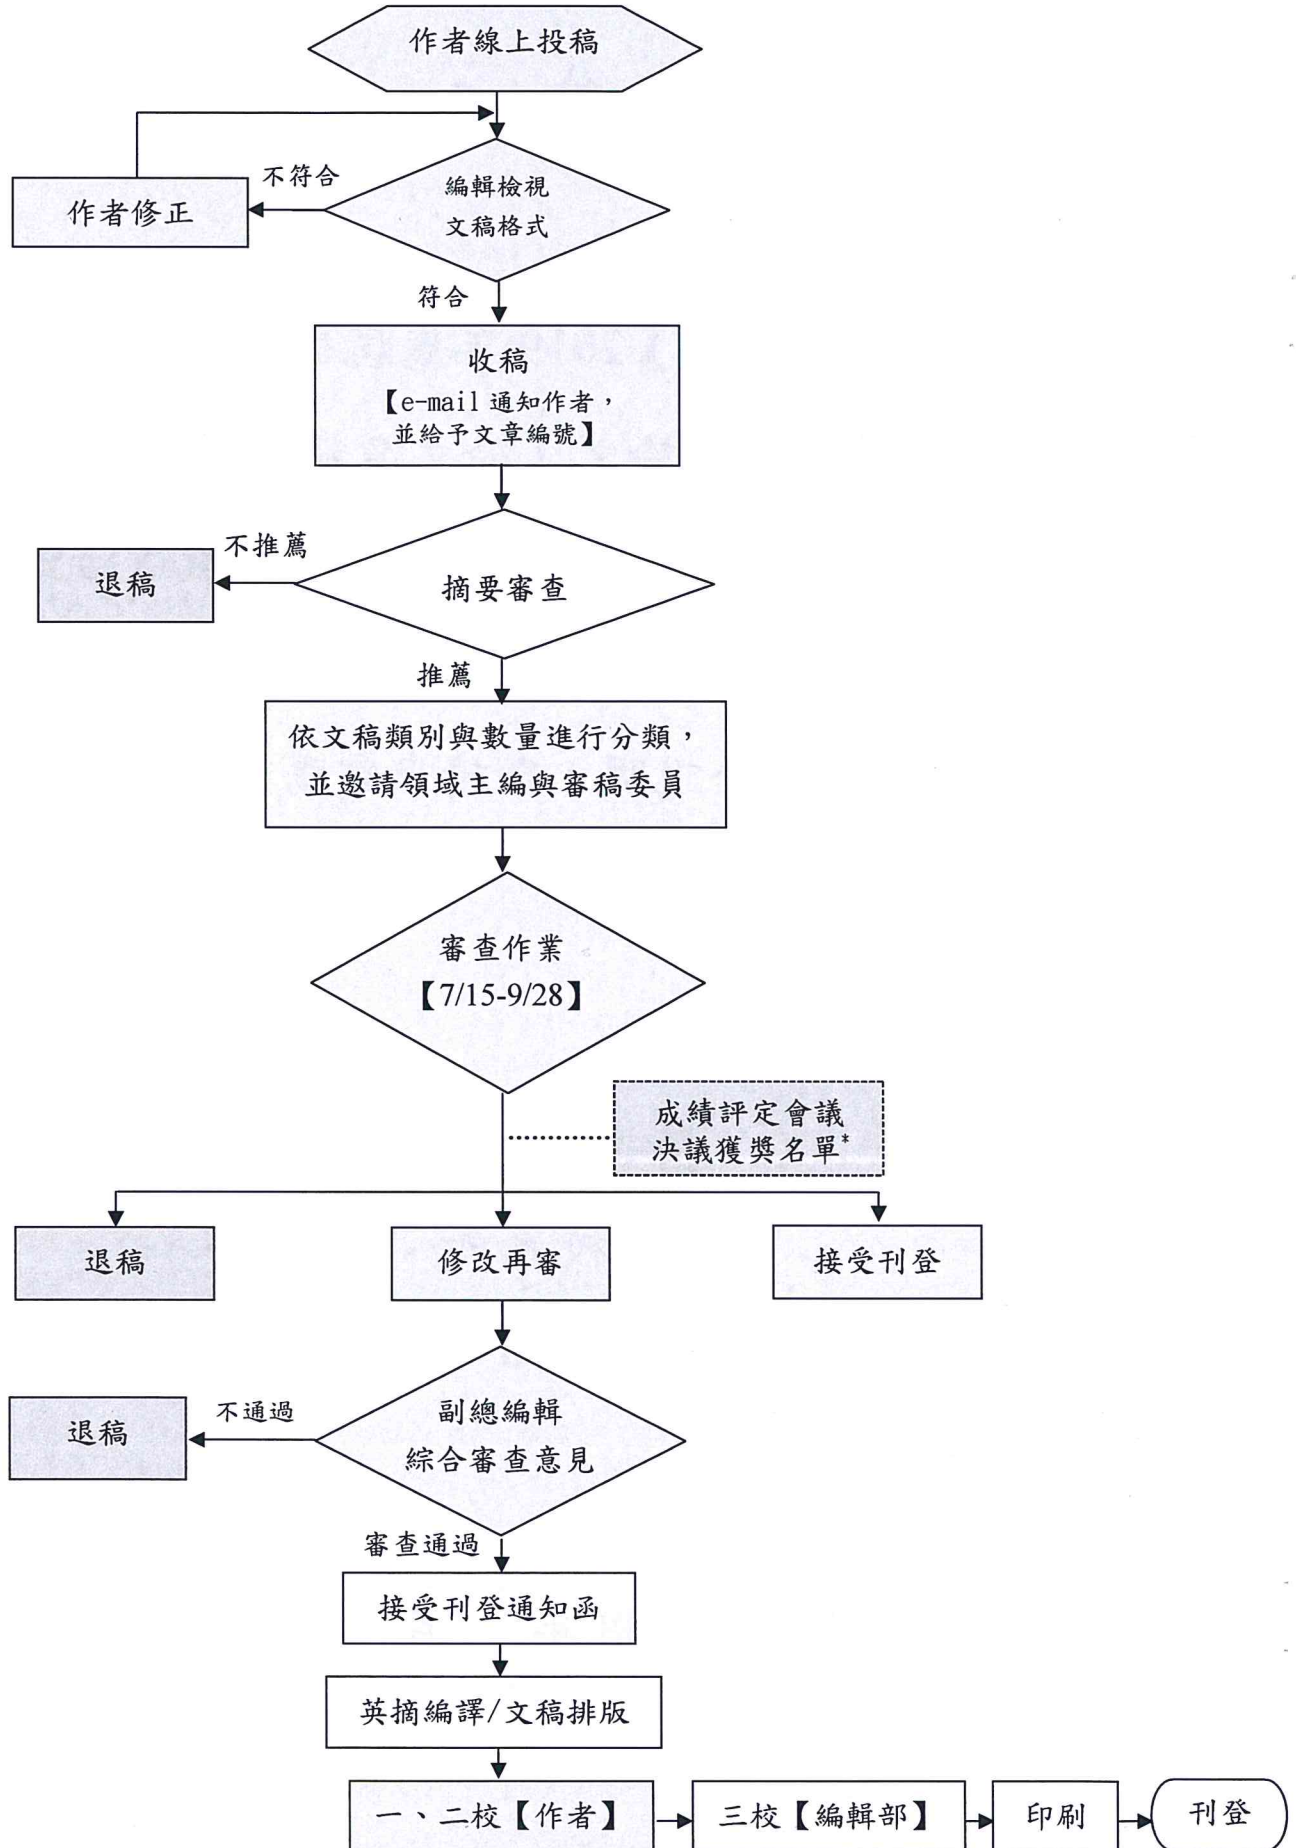 作者線上投稿
不符合
作者修正
編輯檢視
文稿格式
符合
收稿
【e-mail 通知作者，
並給予文章編號】
不推薦
退稿
摘要審查
推薦
依文稿類別與數量進行分類，
並邀請領域主編與審稿委員
審查作業
【7/15-9/28】
成績評定會議
決議獲獎名單*
退稿
修改再審
接受刊登
不通過
退稿
副總編輯
綜合審查意見
審查通過
接受刊登通知函
英摘編譯/文稿排版
一、二校【作者】
三校【編輯部】
印刷
刊登